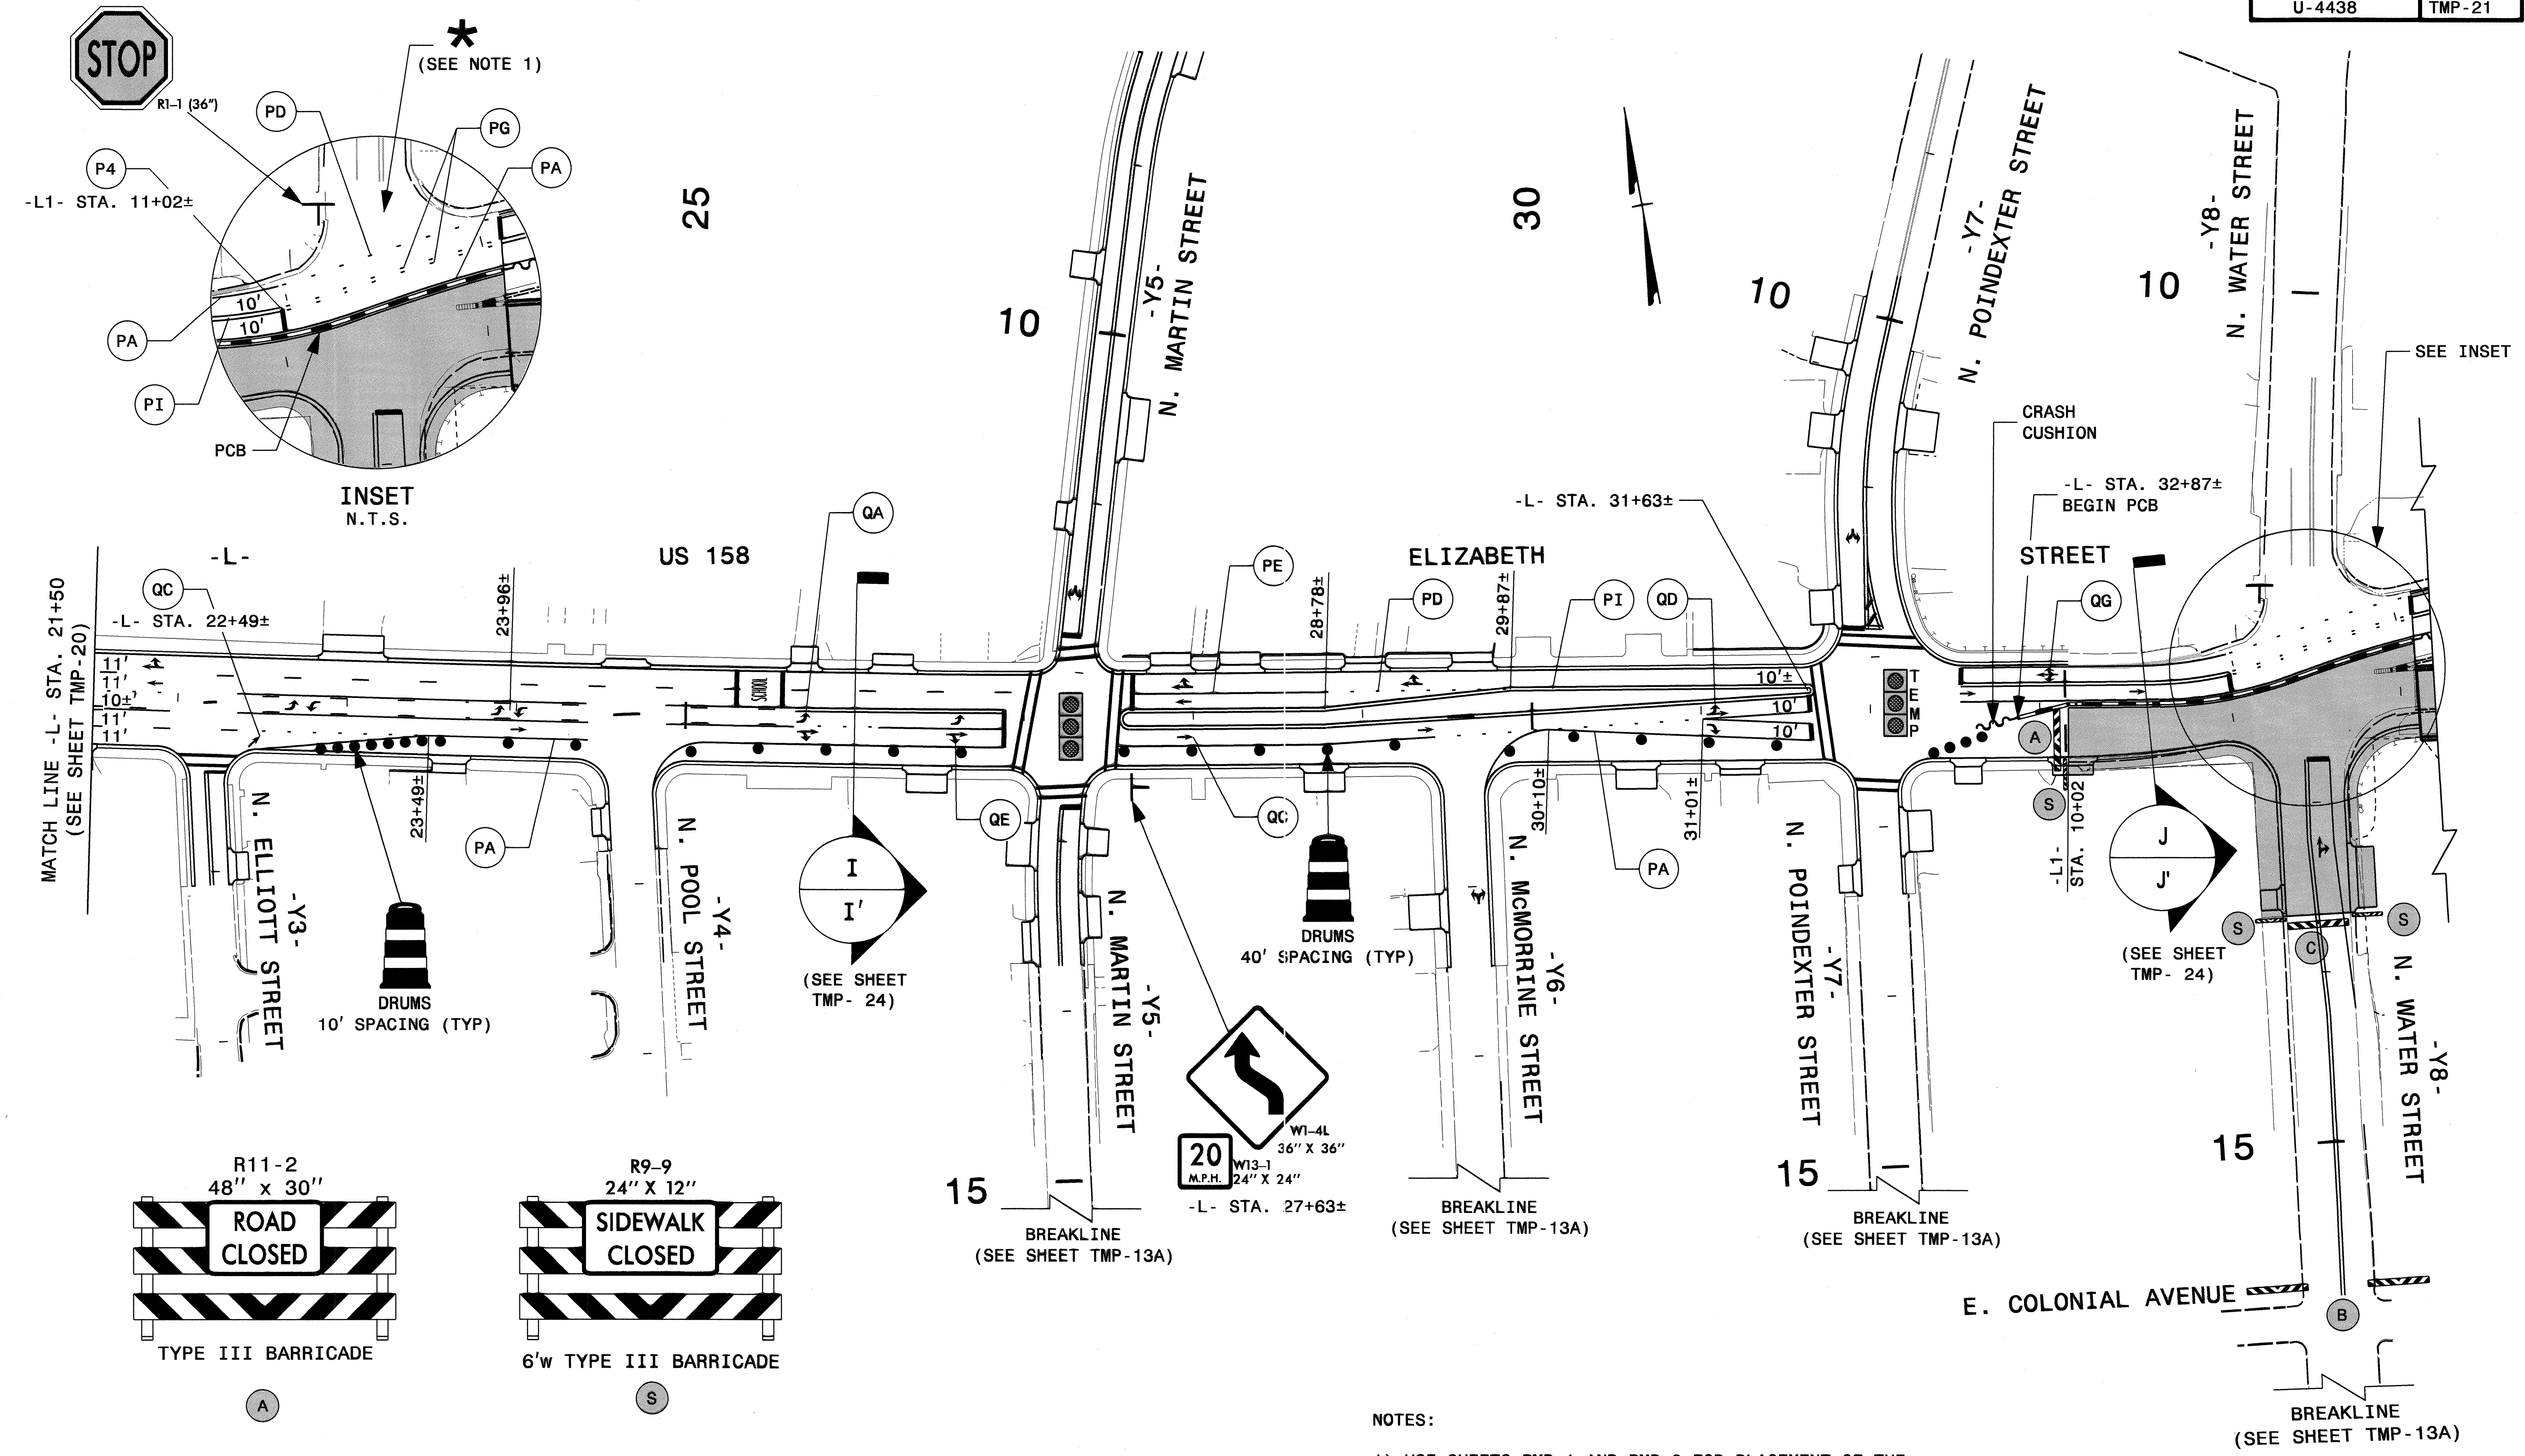 U-4438
TMP-21
STOP
R1-1 (36")
*
(SEE NOTE 1)
PD
PG
P4
PA
-L1- STA. 11+02±
10'
10'
PA
PI
PCB
INSET
N.T.S.
25
30
10
10
10
-Y5-
N. MARTIN STREET
-Y7-
N. POINDEXTER STREET
-Y8-
N. WATER STREET
SEE INSET
CRASH
CUSHION
-L- STA. 32+87±
BEGIN PCB
-L- STA. 31+63±
-L-
US 158
ELIZABETH
STREET
QA
QC
-L- STA. 22+49±
23+96±
PE
28+78±
PD
29+87±
PI
QD
QG
MATCH LINE -L- STA. 21+50
(SEE SHEET TMP-20)
11'
11'
10±'
11'
11'
SCHOOL
10'±
10'
10'
TEMP
A
S
23+49±
PA
QE
QC
30+10±
31+01±
PA
-L1-
STA. 10+02
I
I'
(SEE SHEET
TMP- 24)
J
J'
(SEE SHEET
TMP- 24)
-Y3-
N. ELLIOTT STREET
-Y4-
N. POOL STREET
-Y5-
N. MARTIN STREET
-Y6-
N. McMORRINE STREET
-Y7-
N. POINDEXTER STREET
-Y8-
N. WATER STREET
S
C
S
DRUMS
10' SPACING (TYP)
DRUMS
40' SPACING (TYP)
W1-4L
36" X 36"
20
M.P.H.
W13-1
24" X 24"
-L- STA. 27+63±
15
15
15
BREAKLINE
(SEE SHEET TMP-13A)
BREAKLINE
(SEE SHEET TMP-13A)
BREAKLINE
(SEE SHEET TMP-13A)
E. COLONIAL AVENUE
B
BREAKLINE
(SEE SHEET TMP-13A)
R11-2
48" x 30"
ROAD
CLOSED
TYPE III BARRICADE
A
R9-9
24" X 12"
SIDEWALK
CLOSED
6'w TYPE III BARRICADE
S
NOTES: